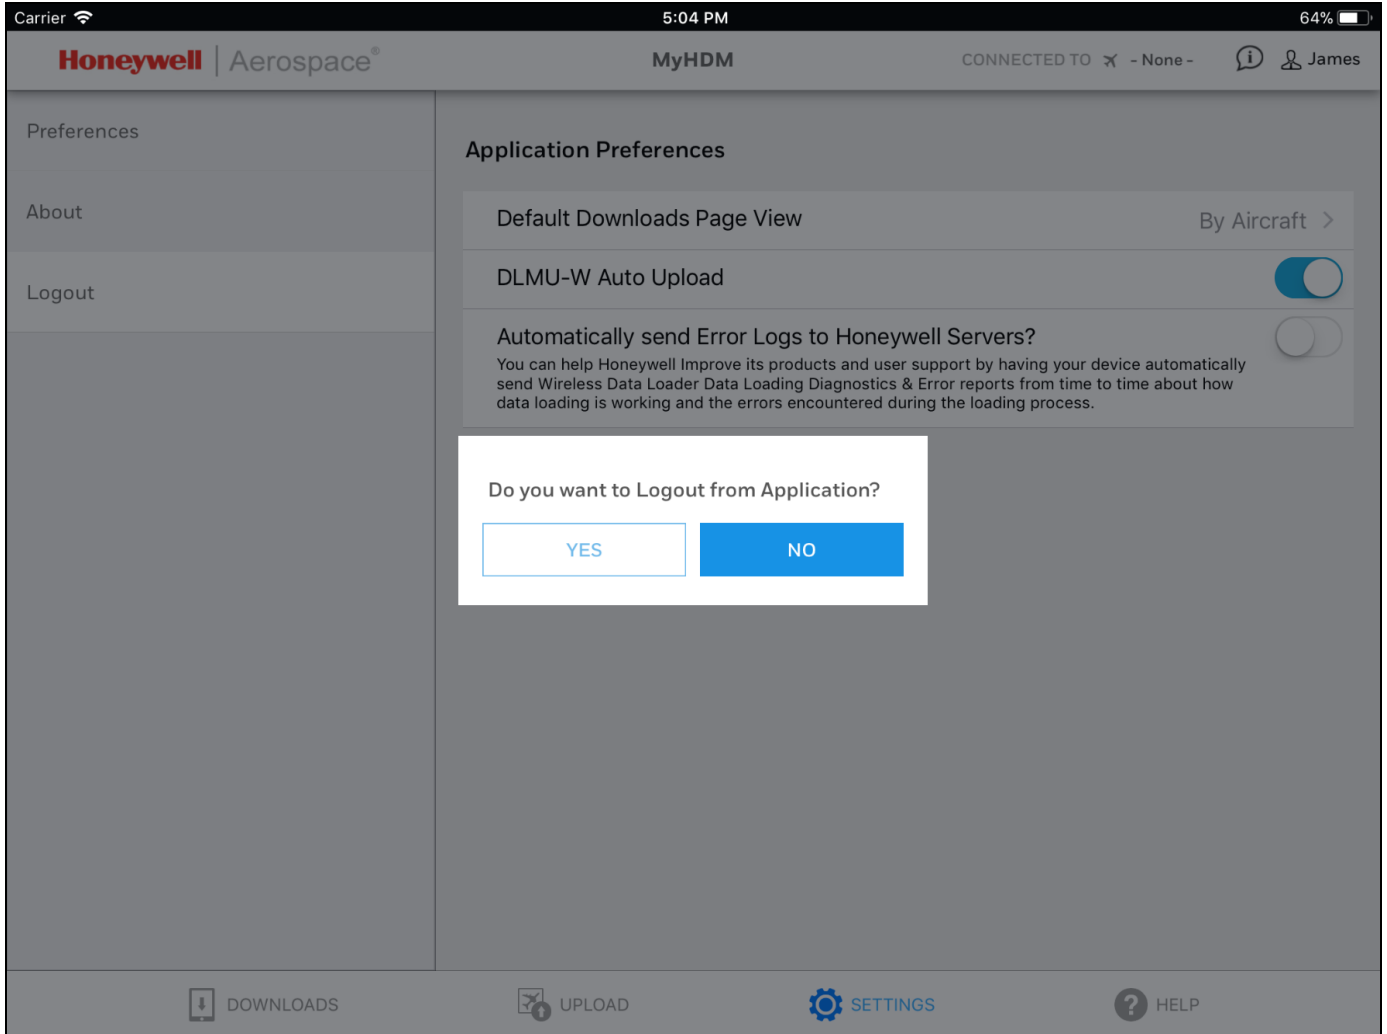 Carrier 5:04 PM 64%
Honeywell | Aerospace® MyHDM CONNECTED TO - None - James
Preferences
About
Logout
Application Preferences
Default Downloads Page View By Aircraft >
DLMU-W Auto Upload
Automatically send Error Logs to Honeywell Servers?
You can help Honeywell Improve its products and user support by having your device automatically
send Wireless Data Loader Data Loading Diagnostics & Error reports from time to time about how
data loading is working and the errors encountered during the loading process.
Do you want to Logout from Application?
YES NO
DOWNLOADS UPLOAD SETTINGS HELP